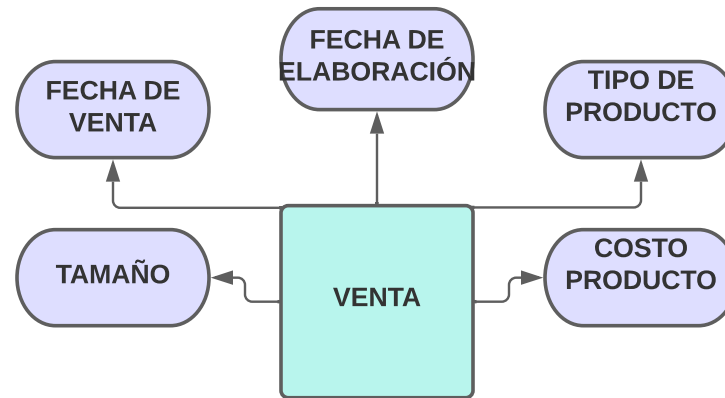 FECHA DE
ELABORACIÓN
FECHA DE
VENTA
TIPO DE
PRODUCTO
TAMAÑO
VENTA
COSTO
PRODUCTO